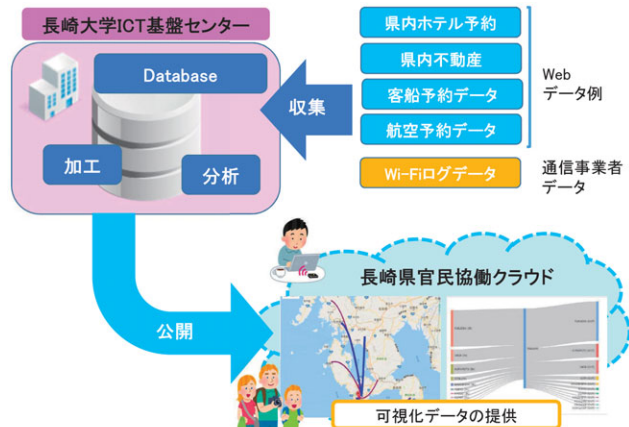 長崎大学ICT基盤センター
Database
加工
分析
収集
県内ホテル予約
県内不動産
客船予約データ
航空予約データ
Web
データ例
Wi-Fiログデータ
通信事業者
データ
公開
長崎県官民協働クラウド
可視化データの提供